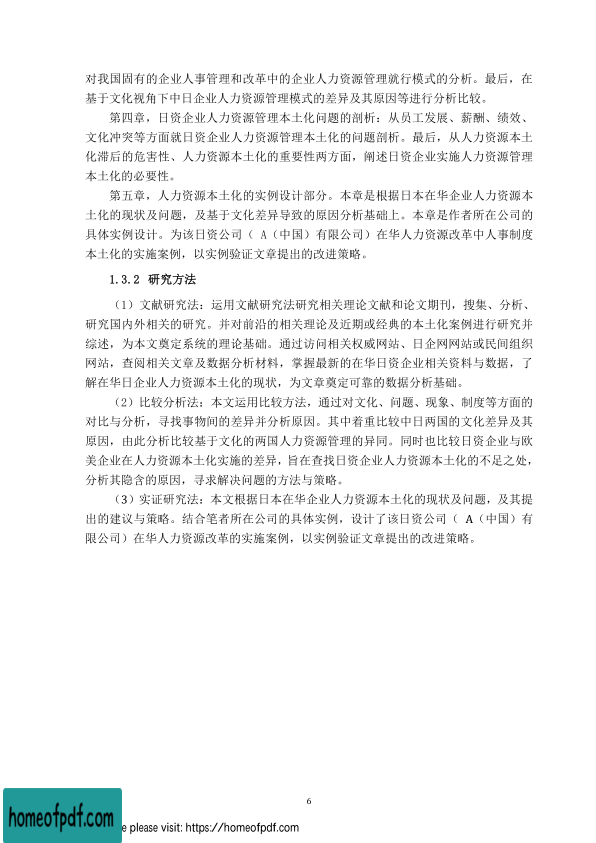 对我国固有的企业人事管理和改革中的企业人力资源管理就行模式的分析。最后，在
基于文化视角下中日企业人力资源管理模式的差异及其原因等进行分析比较。
第四章，日资企业人力资源管理本土化问题的剖析：从员工发展、薪酬、绩效、
文化冲突等方面就日资企业人力资源管理本土化的问题剖析。最后，从人力资源本土
化滞后的危害性、人力资源本土化的重要性两方面，阐述日资企业实施人力资源管理
本土化的必要性。
第五章，人力资源本土化的实例设计部分。本章是根据日本在华企业人力资源本
土化的现状及问题，及基于文化差异导致的原因分析基础上。本章是作者所在公司的
具体实例设计。为该日资公司（ A（中国）有限公司）在华人力资源改革中人事制度
本土化的实施案例，以实例验证文章提出的改进策略。
1.3.2 研究方法
（1）文献研究法：运用文献研究法研究相关理论文献和论文期刊，搜集、分析、
研究国内外相关的研究。并对前沿的相关理论及近期或经典的本土化案例进行研究并
综述，为本文奠定系统的理论基础。通过访问相关权威网站、日企网网站或民间组织
网站，查阅相关文章及数据分析材料，掌握最新的在华日资企业相关资料与数据，了
解在华日企业人力资源本土化的现状，为文章奠定可靠的数据分析基础。
（2）比较分析法：本文运用比较方法，通过对文化、问题、现象、制度等方面的
对比与分析，寻找事物间的差异并分析原因。其中着重比较中日两国的文化差异及其
原因，由此分析比较基于文化的两国人力资源管理的异同。同时也比较日资企业与欧
美企业在人力本土化实施的差异，旨在查找日资企业人力资源本土化的不足之处，
分析其隐含的原因，寻求解决问题的方法与策略。
（3）实证研究法：本文根据日本在华企业人力资源本土化的现状及问题，及其提
出的建议与策略。结合笔者所在公司的具体实例，设计了该日资公司（ A（中国）有
限公司）在华人力资源改革的实施案例，以实例验证文章提出的改进策略。
6
homeofpdf.com
e please visit: https://homeofpdf.com